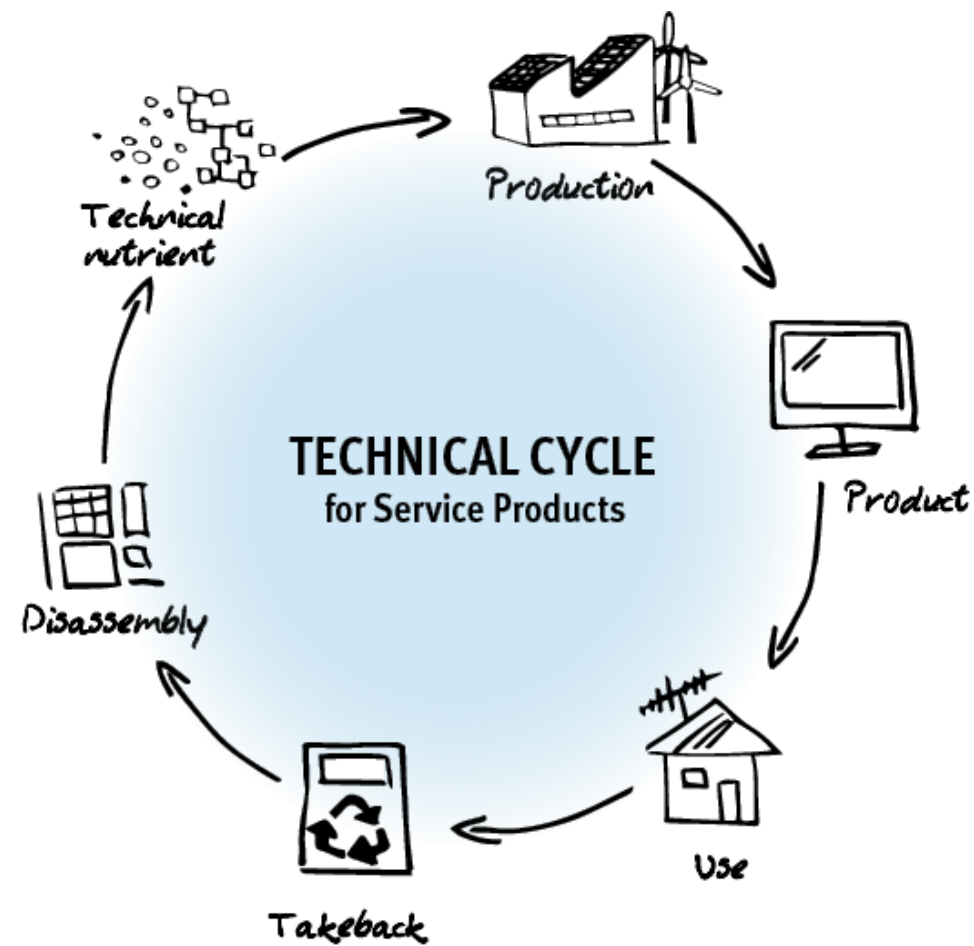 Production
Technical
nutrient
TECHNICAL CYCLE
for Service Products
Product
Disassembly
Use
Takeback